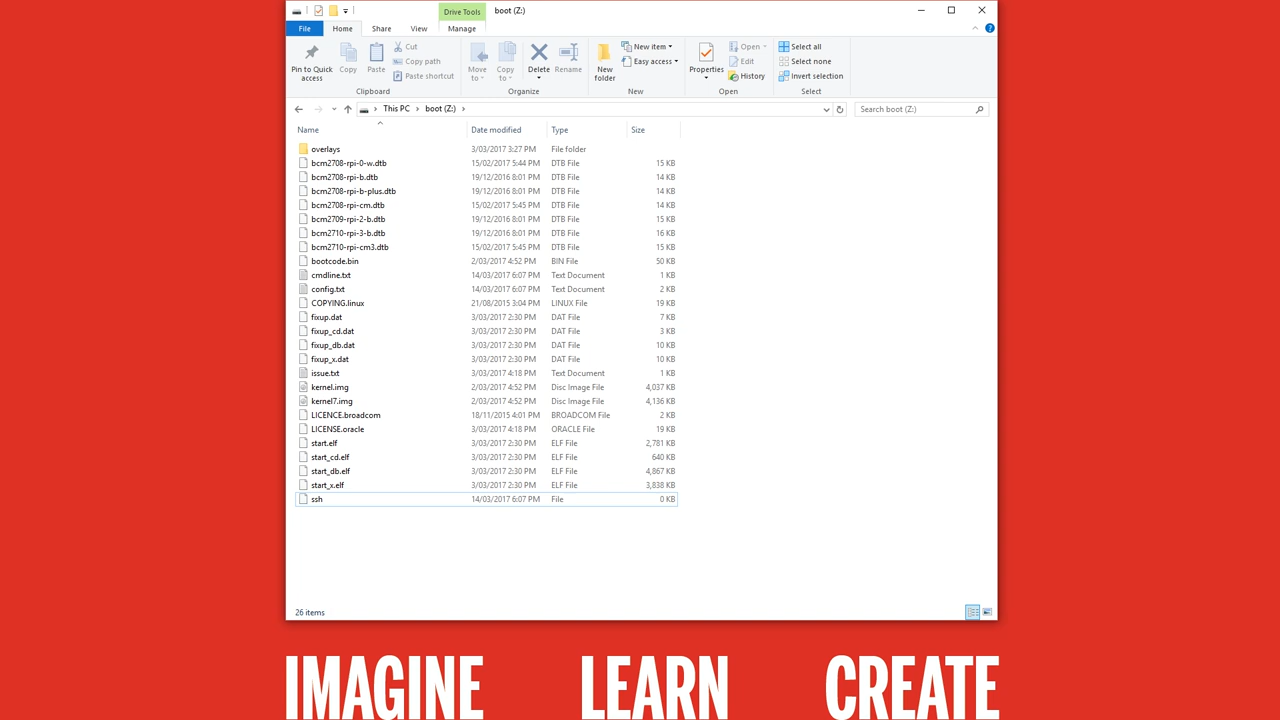 Drive Tools boot (Z:)
File Home Share View Manage
Pin to Quick access
Copy
Paste
Cut
Copy path
Paste shortcut
Clipboard
Move to
Copy to
Delete
Rename
Organize
New folder
New item
Easy access
New
Properties
Open
Edit
History
Open
Select all
Select none
Invert selection
Select
This PC boot (Z:) Search boot (Z:)
Name Date modified Type Size
overlays 3/03/2017 3:27 PM File folder
bcm2708-rpi-0-w.dtb 15/02/2017 5:44 PM DTB File 15 KB
bcm2708-rpi-b.dtb 19/12/2016 8:01 PM DTB File 14 KB
bcm2708-rpi-b-plus.dtb 19/12/2016 8:01 PM DTB File 14 KB
bcm2708-rpi-cm.dtb 15/02/2017 5:45 PM DTB File 14 KB
bcm2709-rpi-2-b.dtb 19/12/2016 8:01 PM DTB File 15 KB
bcm2710-rpi-3-b.dtb 19/12/2016 8:01 PM DTB File 16 KB
bcm2710-rpi-cm3.dtb 15/02/2017 5:45 PM DTB File 15 KB
bootcode.bin 2/03/2017 4:52 PM BIN File 50 KB
cmdline.txt 14/03/2017 6:07 PM Text Document 1 KB
config.txt 14/03/2017 6:07 PM Text Document 2 KB
COPYING.linux 21/08/2015 3:04 PM LINUX File 19 KB
fixup.dat 3/03/2017 2:30 PM DAT File 7 KB
fixup_cd.dat 3/03/2017 2:30 PM DAT File 3 KB
fixup_db.dat 3/03/2017 2:30 PM DAT File 10 KB
fixup_x.dat 3/03/2017 2:30 PM DAT File 10 KB
issue.txt 3/03/2017 4:18 PM Text Document 1 KB
kernel.img 2/03/2017 4:52 PM Disc Image File 4,037 KB
kernel7.img 2/03/2017 4:52 PM Disc Image File 4,136 KB
LICENCE.broadcom 18/11/2015 4:01 PM BROADCOM File 2 KB
LICENSE.oracle 3/03/2017 4:18 PM ORACLE File 19 KB
start.elf 3/03/2017 2:30 PM ELF File 2,781 KB
start_cd.elf 3/03/2017 2:30 PM ELF File 640 KB
start_db.elf 3/03/2017 2:30 PM ELF File 4,867 KB
start_x.elf 3/03/2017 2:30 PM ELF File 3,838 KB
ssh 14/03/2017 6:07 PM File 0 KB
26 items
IMAGINE LEARN CREATE